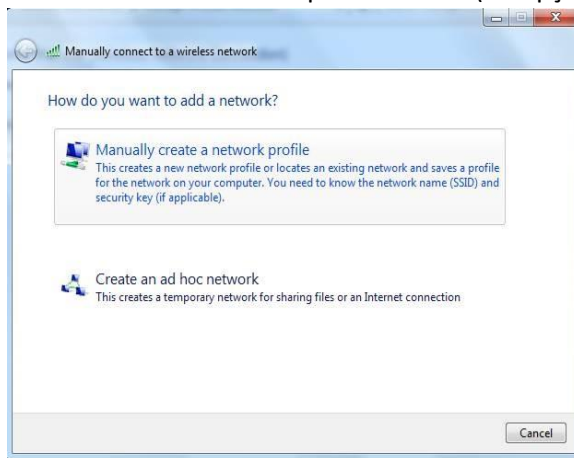 Manually connect to a wireless network
How do you want to add a network?
Manually create a network profile
This creates a new network profile or locates an existing network and saves a profile
for the network on your computer. You need to know the network name (SSID) and
security key (if applicable).
Create an ad hoc network
This creates a temporary network for sharing files or an Internet connection
Cancel